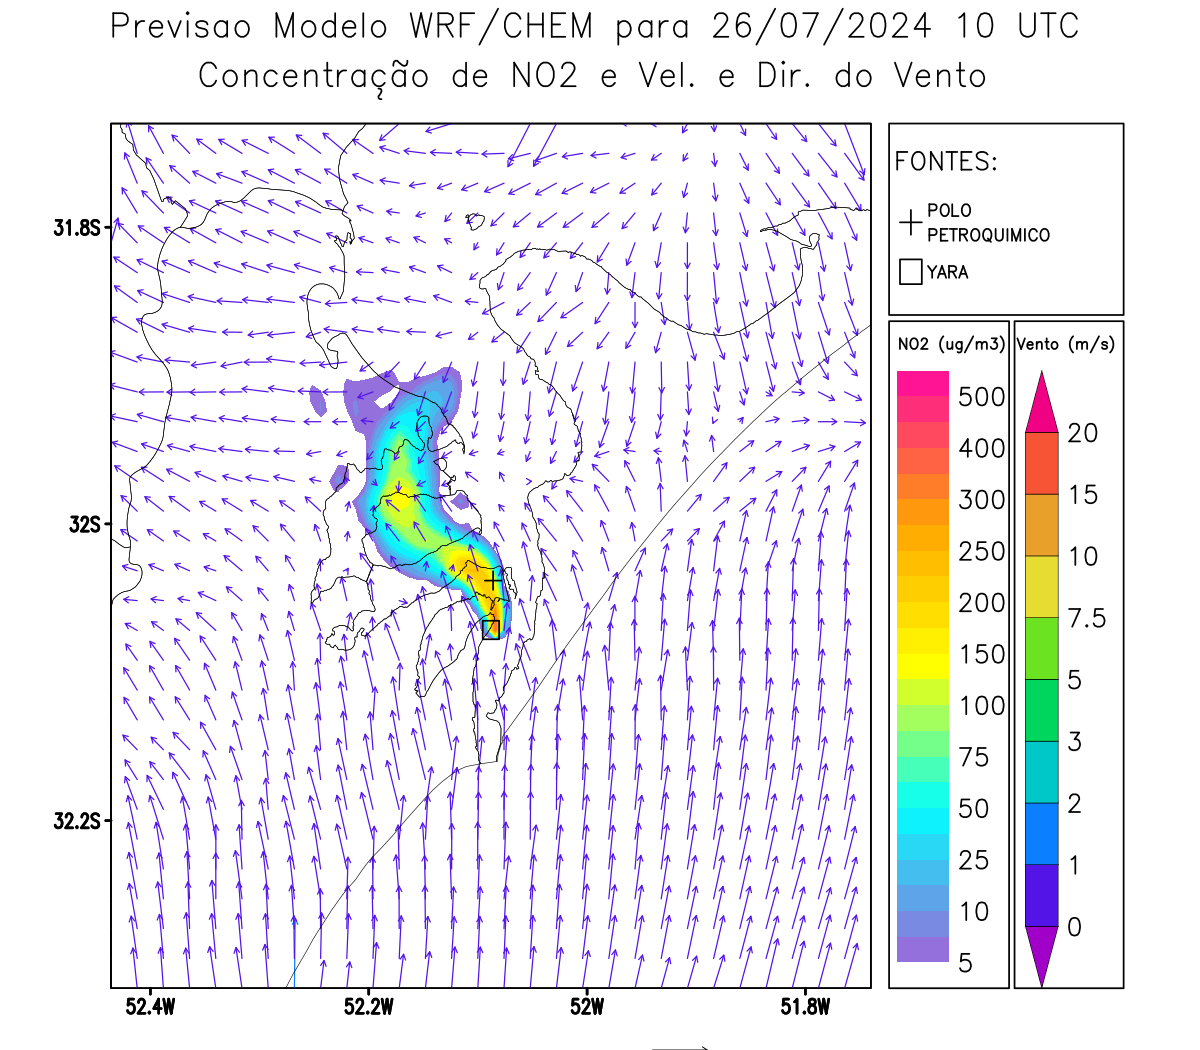 Previsao Modelo WRF/CHEM para 26/07/2024 10 UTC
Concentração de NO2 e Vel. e Dir. do Vento
FONTES:
POLO
PETROQUIMICO
YARA
NO2 (ug/m3)
500
400
300
250
200
150
100
75
50
25
10
5
Vento (m/s)
20
15
10
7.5
5
3
2
1
0
31.8S
32S
32.2S
52.4W
52.2W
52W
51.8W